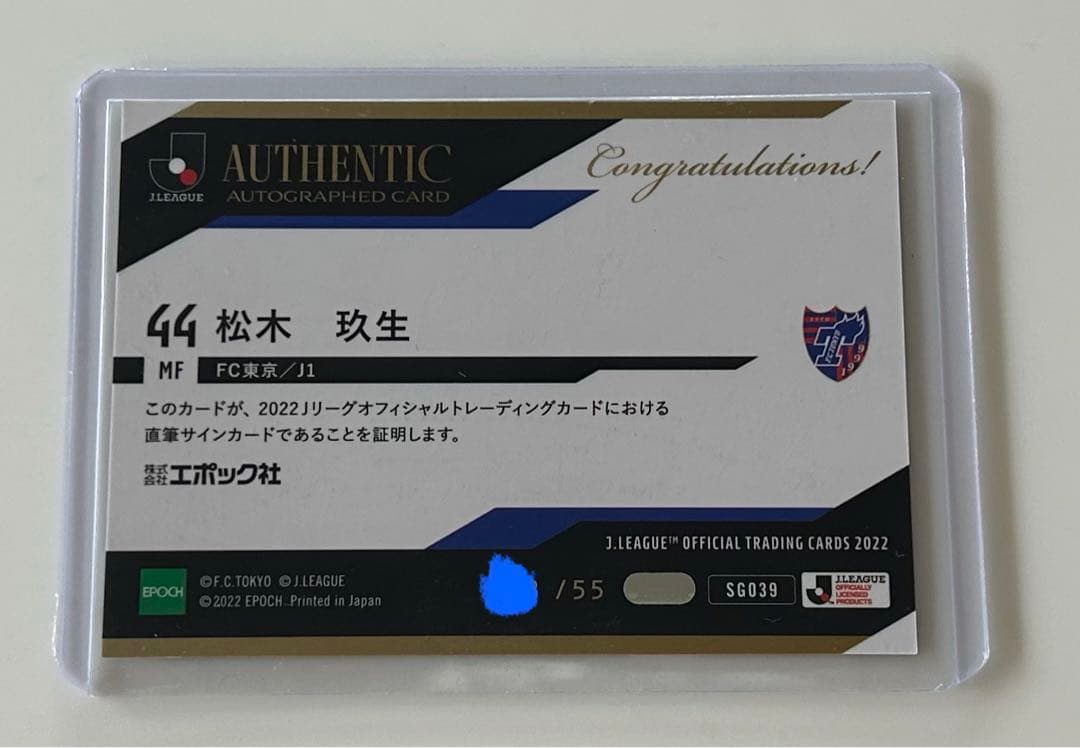 J.LEAGUE
AUTHENTIC
AUTOGRAPHED CARD
Congratulations!
44 松木 玖生
MF FC東京/J1
このカードが、2022Jリーグオフィシャルトレーディングカードにおける
直筆サインカードであることを証明します。
株式会社エポック社
FC TOKYO
1999
J.LEAGUE™ OFFICIAL TRADING CARDS 2022
EPOCH
©F.C.TOKYO ©J.LEAGUE
©2022 EPOCH Printed in Japan
/55
SG039
J.LEAGUE
OFFICIALLY
LICENSED
PRODUCTS